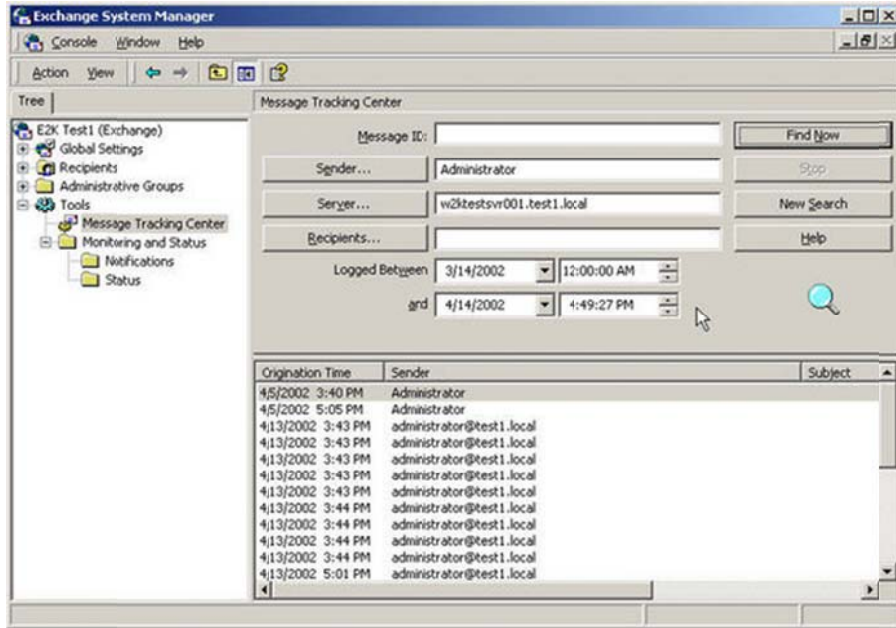 Exchange System Manager
Console Window Help
Action View
Tree
E2K Test1 (Exchange)
Global Settings
Recipients
Administrative Groups
Tools
Message Tracking Center
Monitoring and Status
Notifications
Status
Message Tracking Center
Message ID:
Find Now
Sender... Administrator
Stop
Server... w2ktestsvr001.test1.local
New Search
Recipients...
Help
Logged Between 3/14/2002 12:00:00 AM
and 4/14/2002 4:49:27 PM
Origination Time Sender Subject
4/5/2002 3:40 PM Administrator
4/5/2002 5:05 PM Administrator
4/13/2002 3:43 PM administrator@test1.local
4/13/2002 3:43 PM administrator@test1.local
4/13/2002 3:43 PM administrator@test1.local
4/13/2002 3:43 PM administrator@test1.local
4/13/2002 3:43 PM administrator@test1.local
4/13/2002 3:44 PM administrator@test1.local
4/13/2002 3:44 PM administrator@test1.local
4/13/2002 3:44 PM administrator@test1.local
4/13/2002 3:44 PM administrator@test1.local
4/13/2002 5:01 PM administrator@test1.local